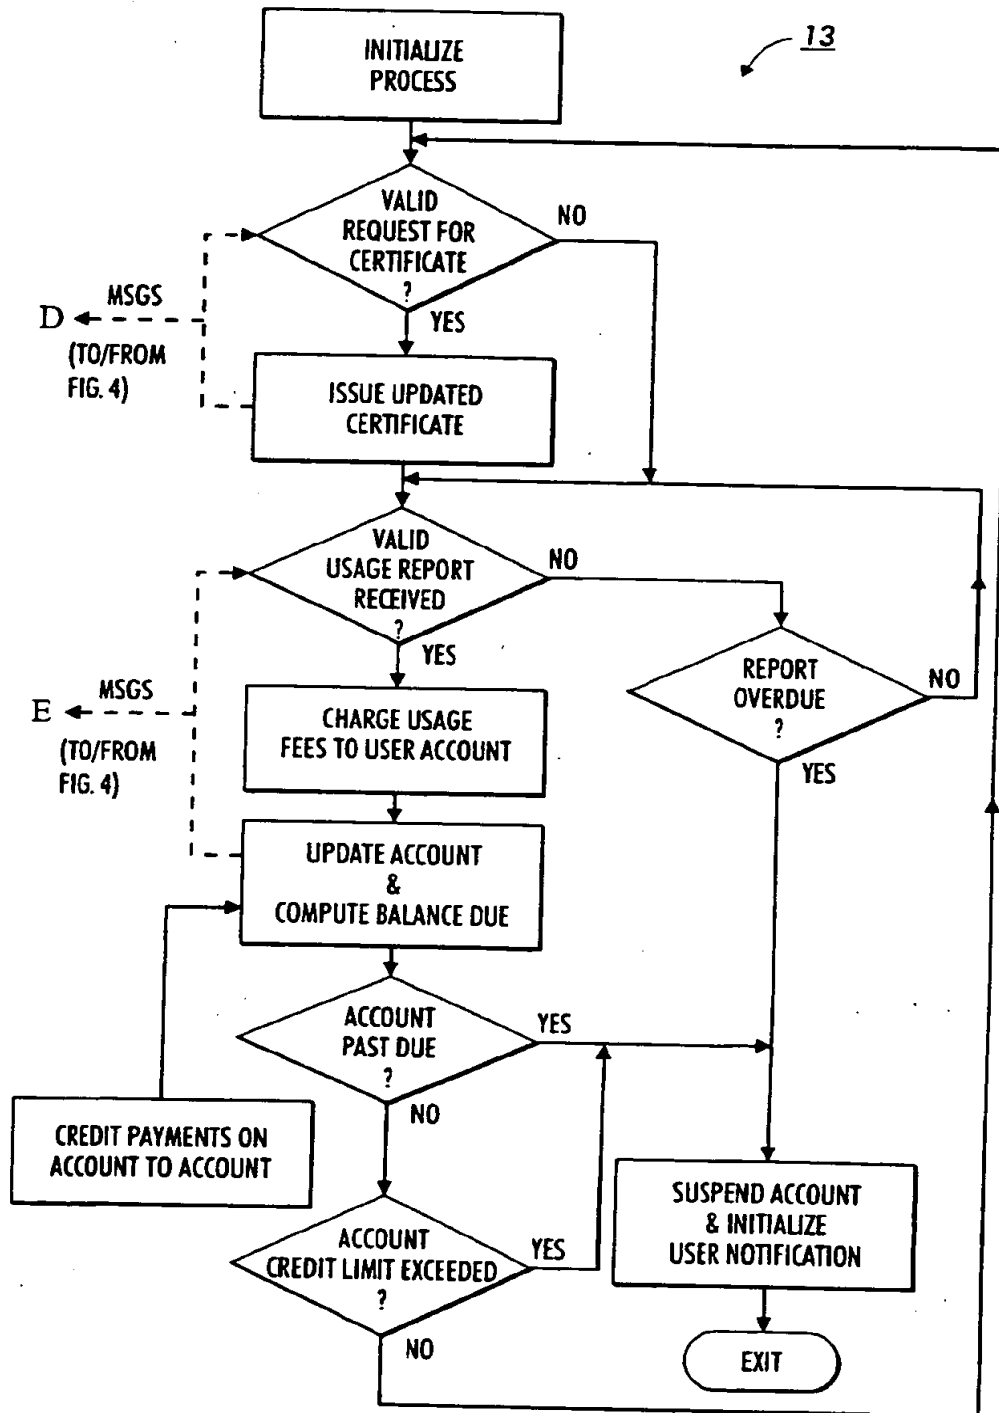 INITIALIZE
PROCESS
13
VALID
REQUEST FOR
CERTIFICATE
?
NO
YES
D
MSGS
(TO/FROM
FIG. 4)
ISSUE UPDATED
CERTIFICATE
VALID
USAGE REPORT
RECEIVED
?
NO
YES
REPORT
OVERDUE
?
NO
YES
E
MSGS
(TO/FROM
FIG. 4)
CHARGE USAGE
FEES TO USER ACCOUNT
UPDATE ACCOUNT
&
COMPUTE BALANCE DUE
ACCOUNT
PAST DUE
?
YES
NO
CREDIT PAYMENTS ON
ACCOUNT TO ACCOUNT
SUSPEND ACCOUNT
& INITIALIZE
USER NOTIFICATION
ACCOUNT
CREDIT LIMIT EXCEEDED
?
YES
NO
EXIT